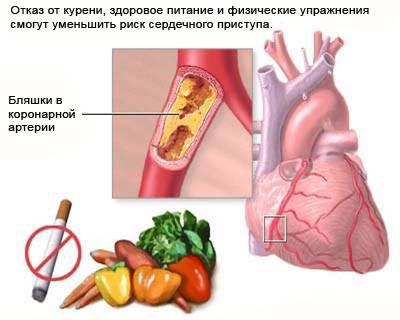 Отказ от курени, здоровое питание и физические упражнения
смогут уменьшить риск сердечного приступа.
Бляшки в
коронарной
артерии